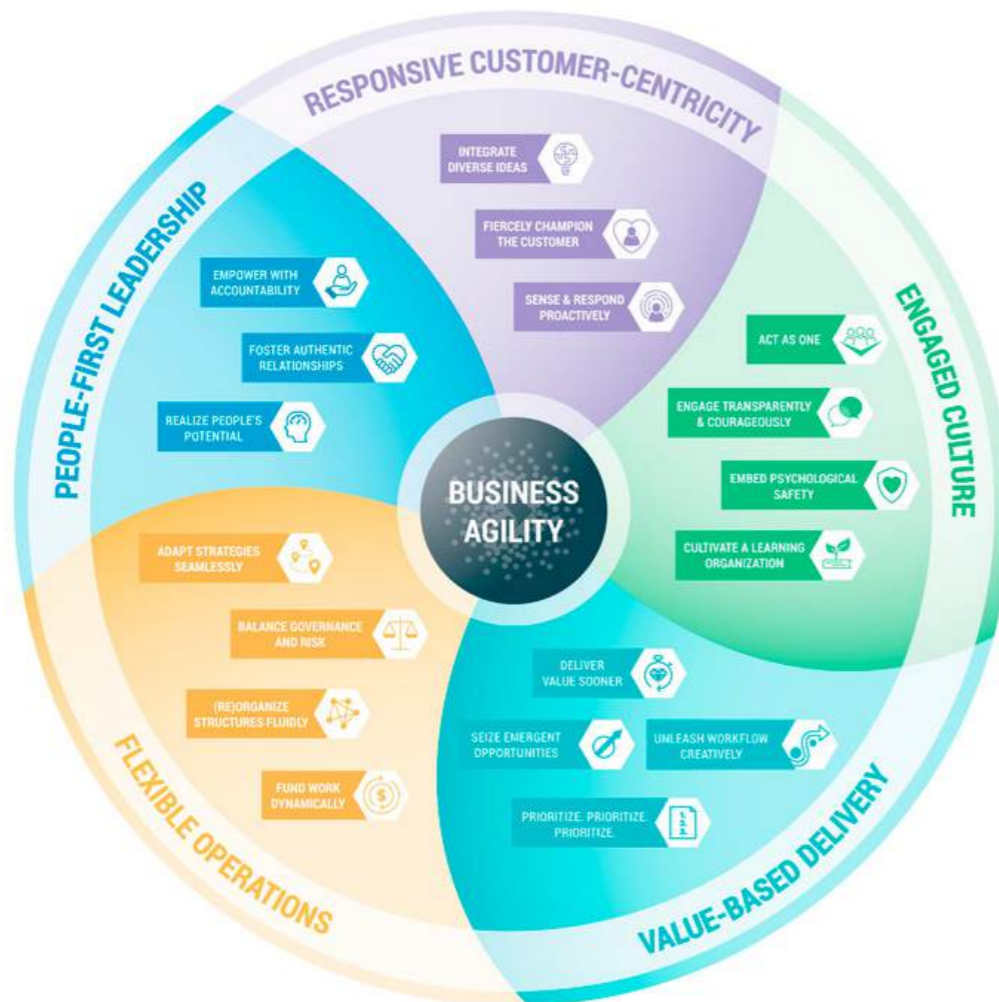 RESPONSIVE CUSTOMER-CENTRICITY
INTEGRATE
DIVERSE IDEAS
FIERCELY CHAMPION
THE CUSTOMER
SENSE & RESPOND
PROACTIVELY
ENGAGED CULTURE
ACT AS ONE
ENGAGE TRANSPARENTLY
& COURAGEOUSLY
EMBED PSYCHOLOGICAL
SAFETY
CULTIVATE A LEARNING
ORGANIZATION
VALUE-BASED DELIVERY
DELIVER
VALUE SOONER
SEIZE EMERGENT
OPPORTUNITIES
UNLEASH WORKFLOW
CREATIVELY
PRIORITIZE, PRIORITIZE,
PRIORITIZE
1.
2.
3.
FLEXIBLE OPERATIONS
ADAPT STRATEGIES
SEAMLESSLY
BALANCE GOVERNANCE
AND RISK
(RE)ORGANIZE
STRUCTURES FLUIDLY
FUND WORK
DYNAMICALLY
$
PEOPLE-FIRST LEADERSHIP
EMPOWER WITH
ACCOUNTABILITY
FOSTER AUTHENTIC
RELATIONSHIPS
REALIZE PEOPLE'S
POTENTIAL
BUSINESS
AGILITY